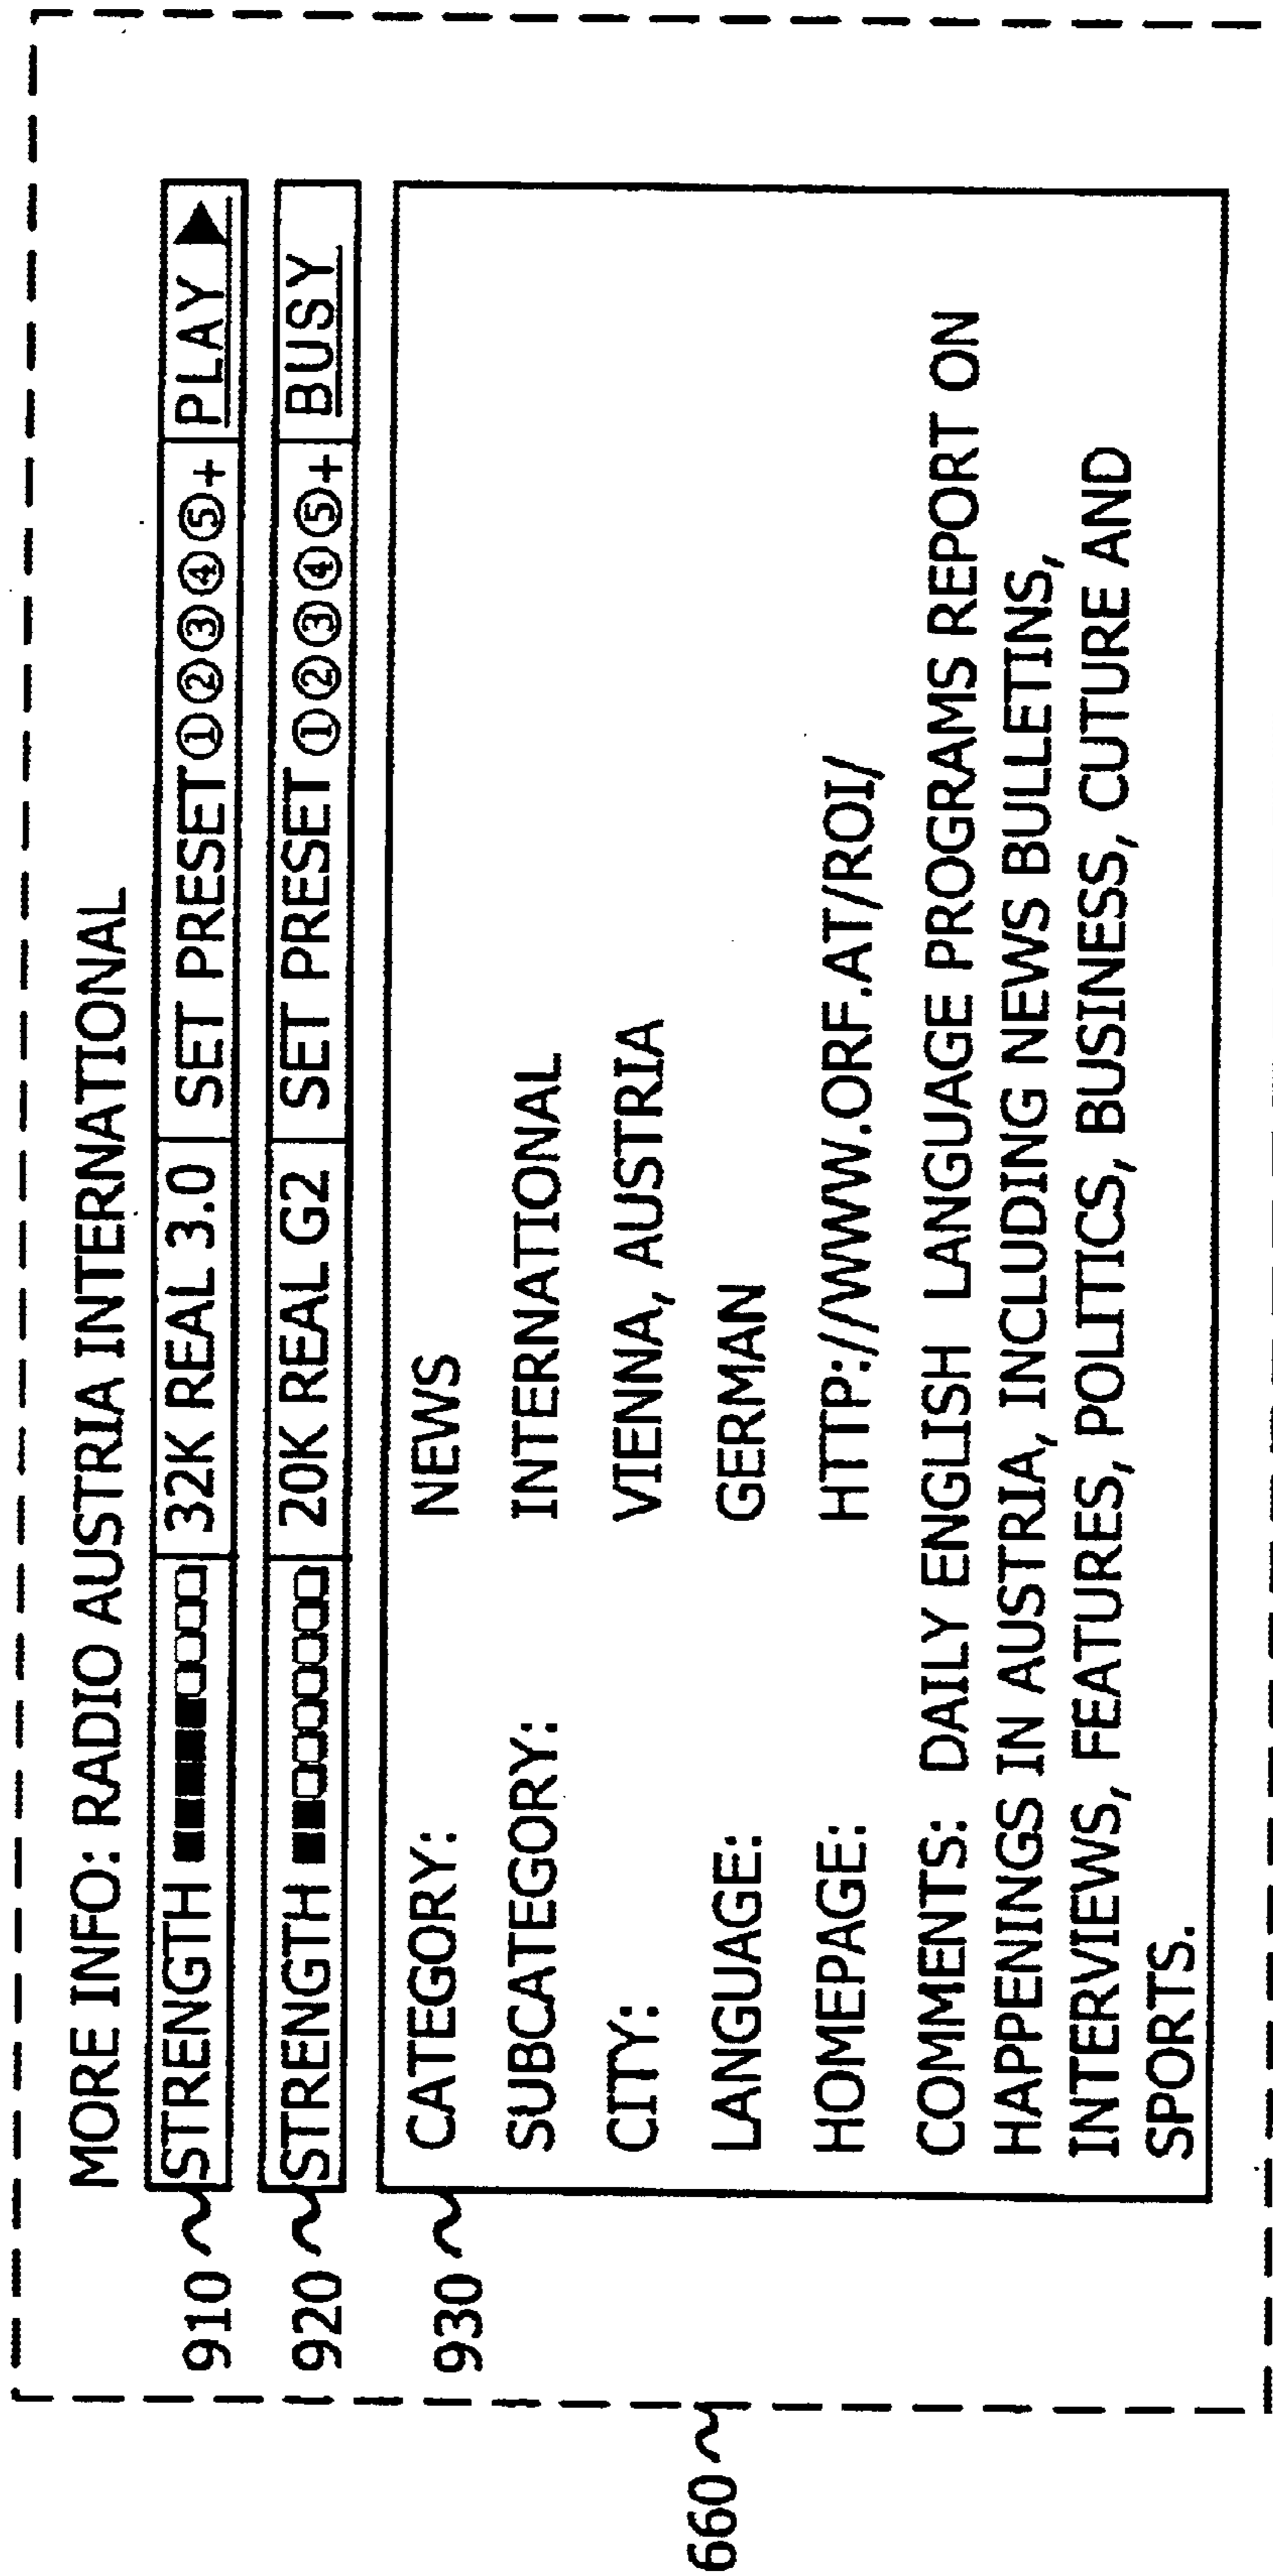 MORE INFO: RADIO AUSTRIA INTERNATIONAL
910 STRENGTH 32K REAL 3.0 SET PRESET ① ② ③ ④ ⑤ + PLAY
920 STRENGTH 20K REAL G2 SET PRESET ① ② ③ ④ ⑤ + BUSY
930
CATEGORY: NEWS
SUBCATEGORY: INTERNATIONAL
CITY: VIENNA, AUSTRIA
LANGUAGE: GERMAN
HOMEPAGE: HTTP://WWW.ORF.AT/ROI/
COMMENTS: DAILY ENGLISH LANGUAGE PROGRAMS REPORT ON
HAPPENINGS IN AUSTRIA, INCLUDING NEWS BULLETINS,
INTERVIEWS, FEATURES, POLITICS, BUSINESS, CUTURE AND
SPORTS.
660